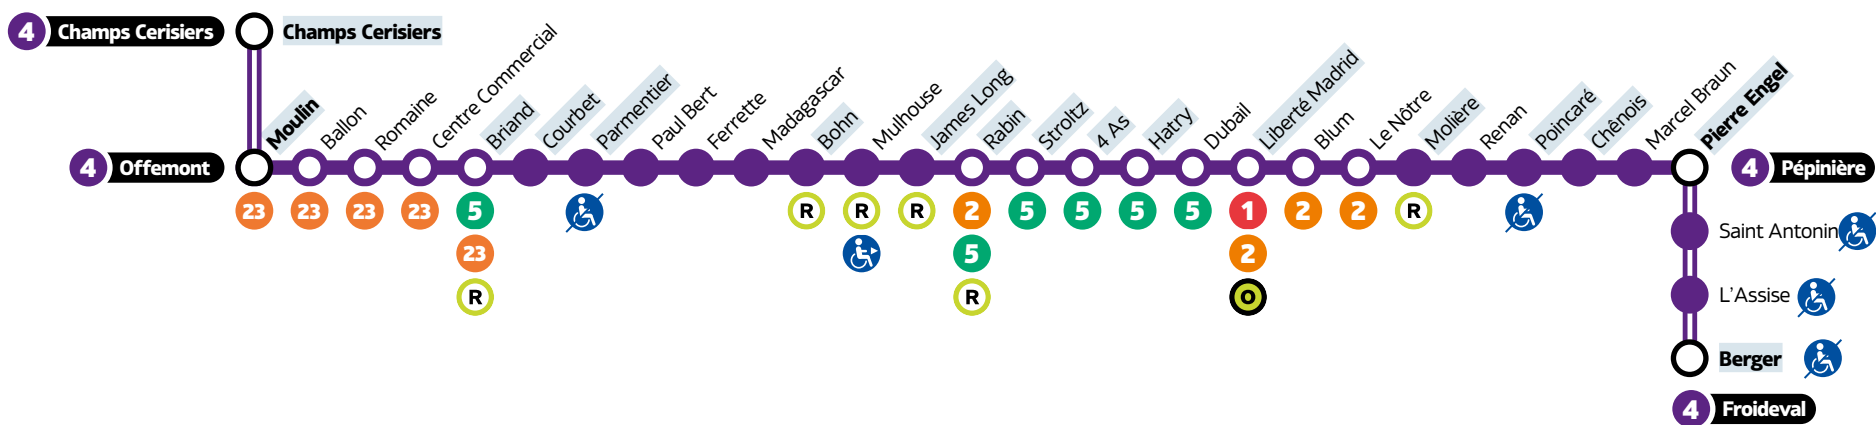 4 Champs Cerisiers
Champs Cerisiers
4 Offemont
Moulin
Ballon
Romaine
Centre Commercial
Briand
Courbet
Parmentier
Paul Bert
Ferrette
Madagascar
Bohn
Mulhouse
James Long
Rabin
Stroltz
4 As
Hatry
Dubail
Liberté Madrid
Blum
Le Nôtre
Molière
Renan
Poincaré
Chênois
Marcel Braun
Pierre Engel
4 Pépinière
23 23 23 23 5 R R R 2 5 5 5 5 1 2 2 R
23 5 2
R R O
Saint Antonin
L'Assise
Berger
4 Froideval